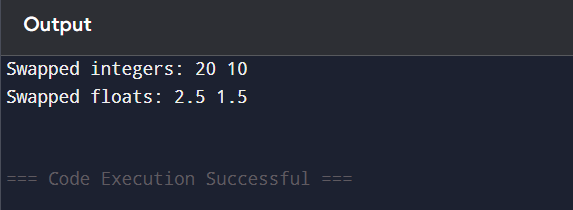 Output
Swapped integers: 20 10
Swapped floats: 2.5 1.5
=== Code Execution Successful ===